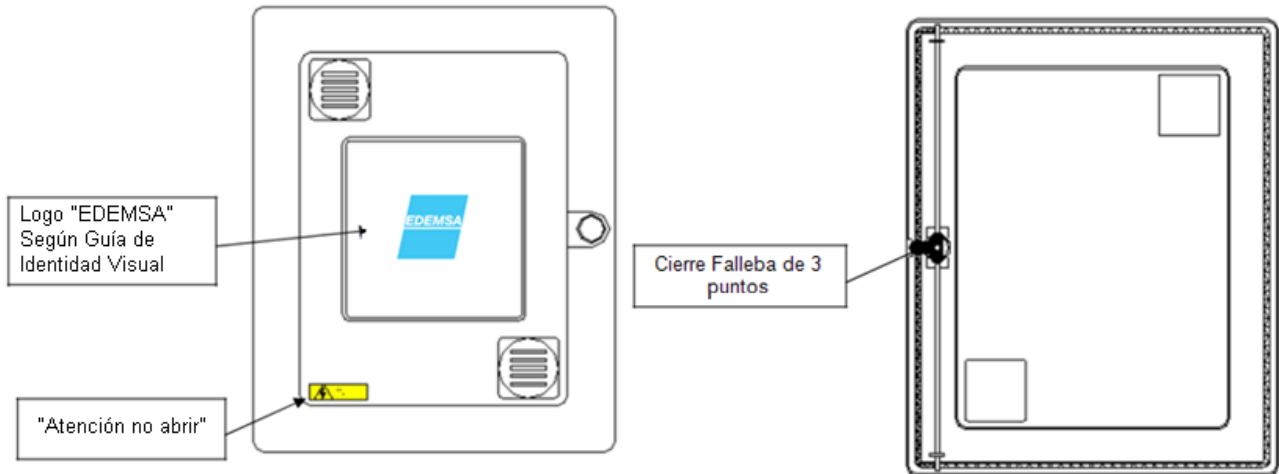 Logo "EDEMSA"
Según Guía de
Identidad Visual
EDEMSA
Cierre Falleba de 3
puntos
"Atención no abrir"